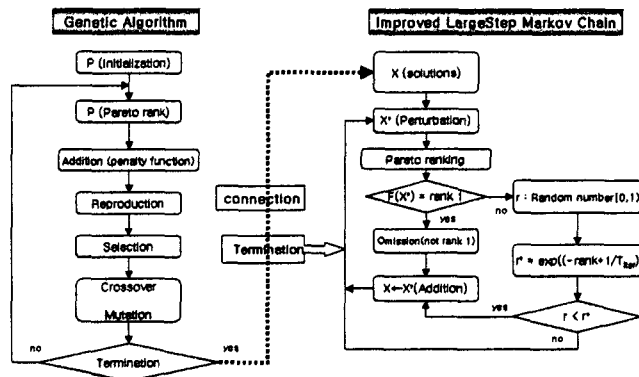 Genetic Algorithm
P (Initialization)
P (Pareto rank)
Addition (penalty function)
Reproduction
Selection
Crossover
Mutation
Termination
no
yes
connection
Termination
Improved LargeStep Markov Chain
X (solutions)
X' (Perturbation)
Pareto ranking
F(X') = rank 1
yes
no
Omission(not rank 1)
X←X'(Addition)
r : Random number[0,1)
r' = exp((-rank+1/Titer)
r < r'
yes
no